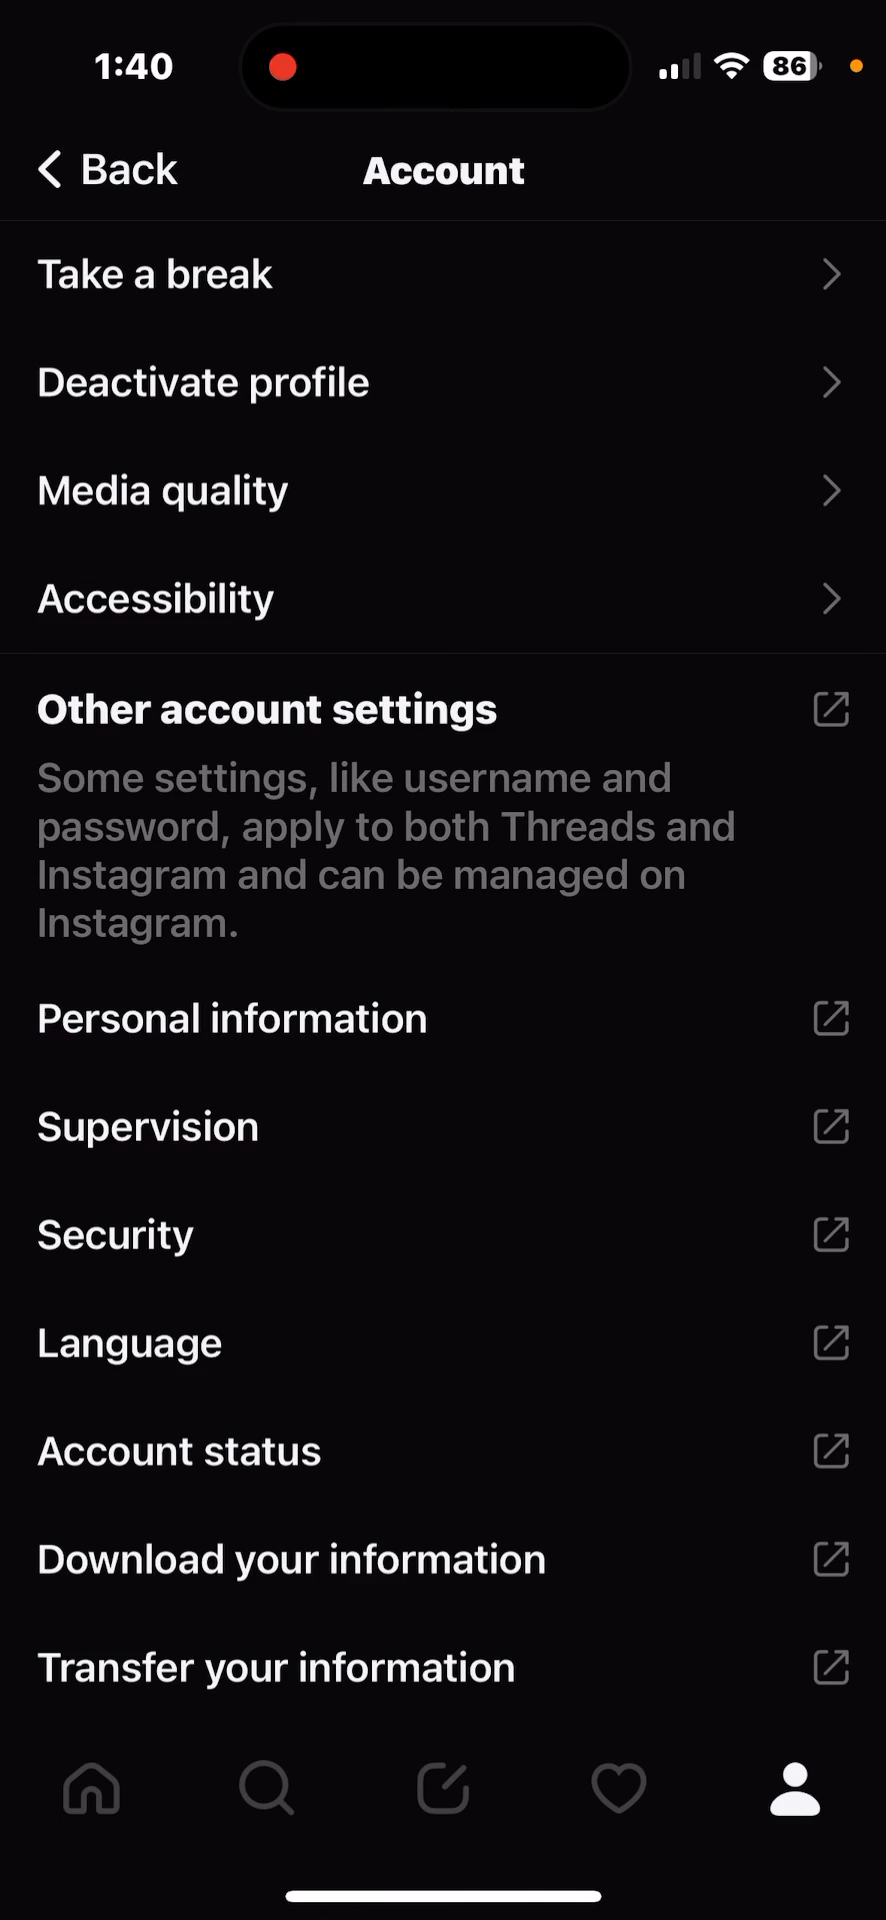 1:40
86
Back
Account
Take a break
Deactivate profile
Media quality
Accessibility
Other account settings
Some settings, like username and
password, apply to both Threads and
Instagram and can be managed on
Instagram.
Personal information
Supervision
Security
Language
Account status
Download your information
Transfer your information